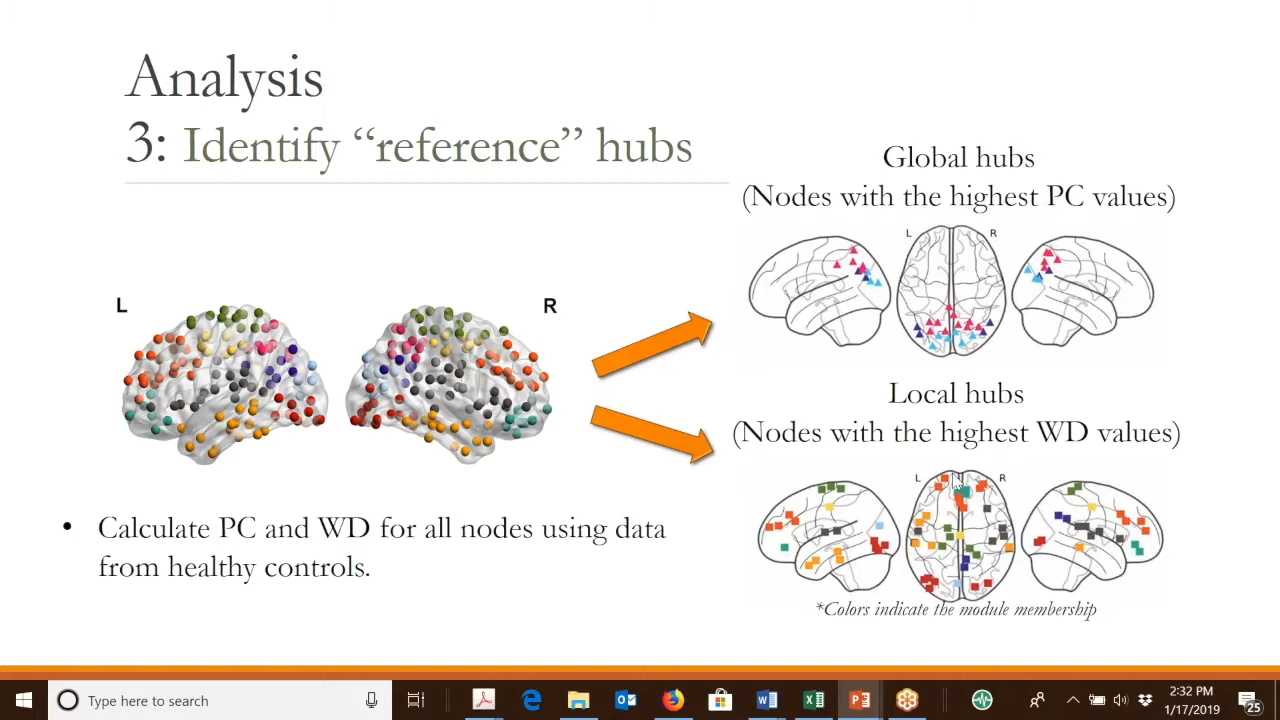 Analysis
3: Identify “reference” hubs
Global hubs
(Nodes with the highest PC values)
L R
L R
Local hubs
(Nodes with the highest WD values)
L R
• Calculate PC and WD for all nodes using data
from healthy controls.
*Colors indicate the module membership
Type here to search
2:32 PM
1/17/2019
25